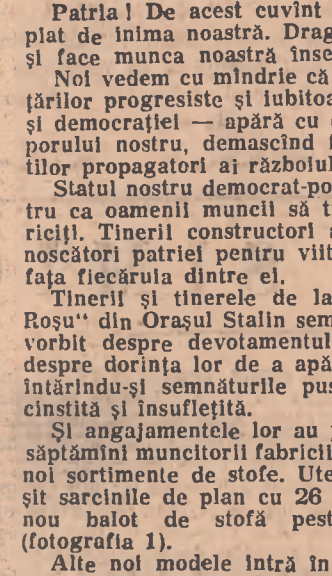 Patria! De acest cuvînt
piat de inima noastră. Drag
și face munca noastră înse
Noi vedem cu mîndrie că
țărilor progresiste și iubitoa
și democrației — apără cu
porului nostru, demascînd
tilor propagatori ai războiul
Statul nostru democrat-po
tru ca oamenii muncii să t
riciți. Tinerii constructori
noscători patriei pentru viit
fața fiecăruia dintre ei.
Tinerii și tinerele de la
Roșu“ din Orașul Stalin sem
vorbit despre devotamentul
despre dorința lor de a apă
întărindu-și semnăturile pus
cinstită și însuflețită.
Și angajamentele lor au
săptămîni muncitorii fabricii
noi sortimente de stofe. Ute
șit sarcinile de plan cu 26
nou balot de stofă pest
(fotografia 1).
Alte noi modele intră în